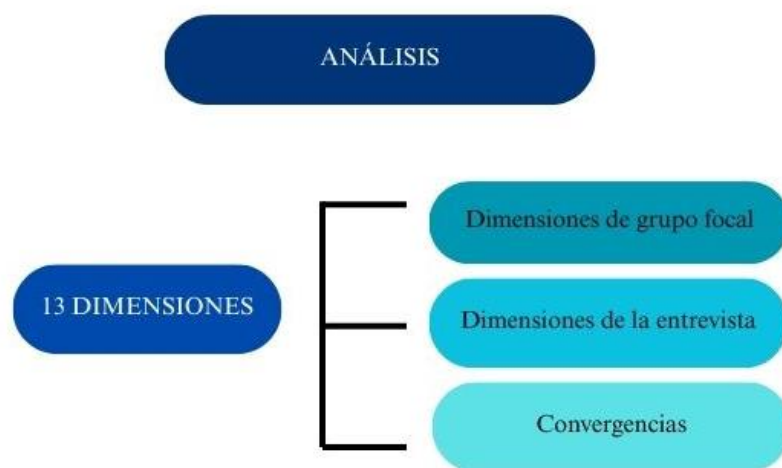 ANÁLISIS
13 DIMENSIONES
Dimensiones de grupo focal
Dimensiones de la entrevista
Convergencias